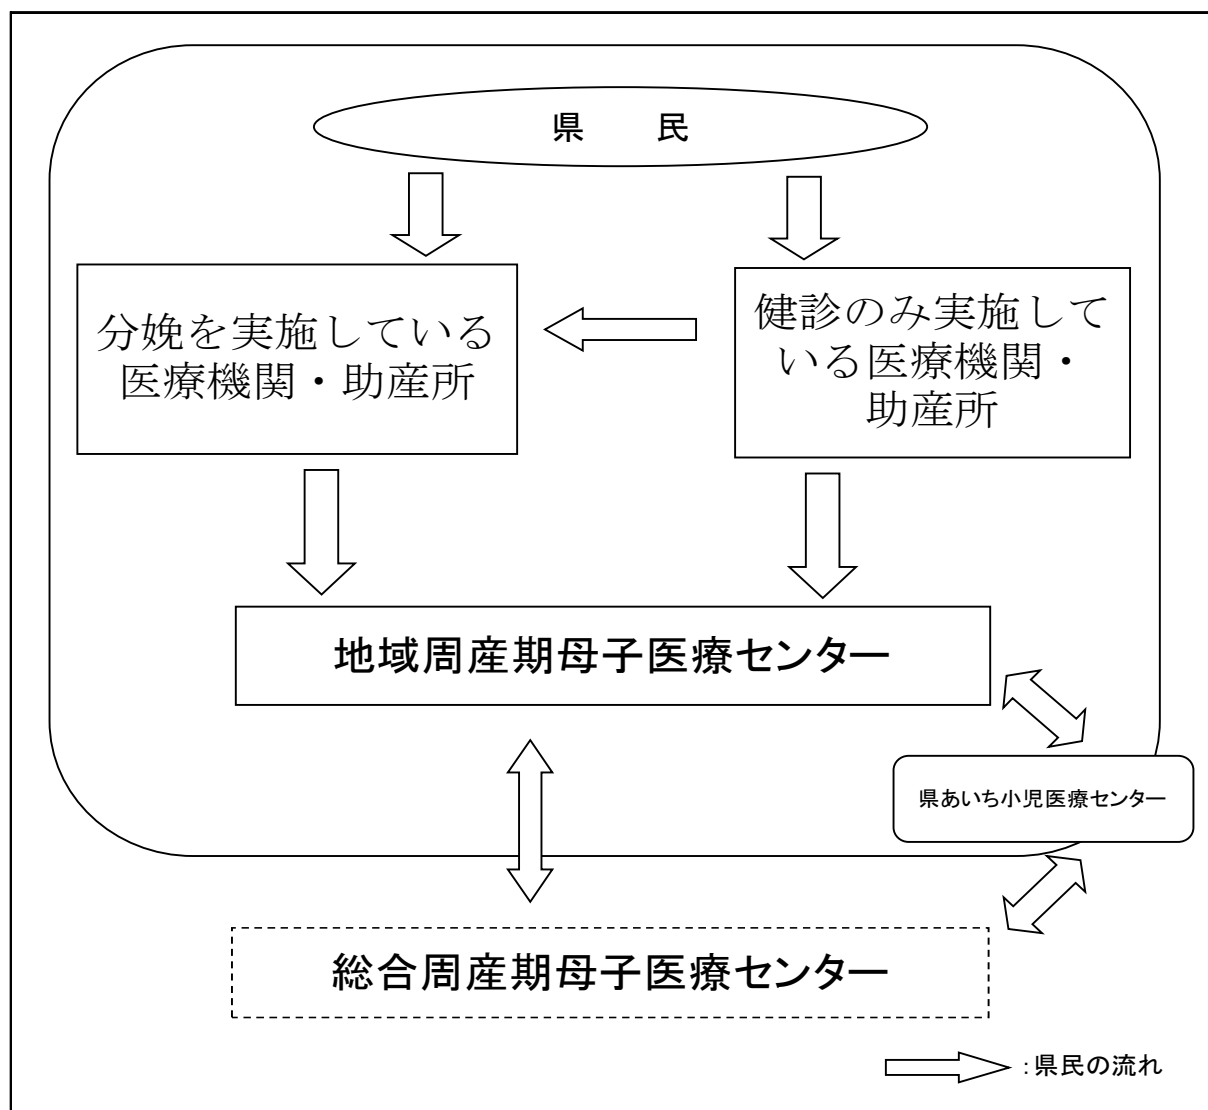 県　　民
分娩を実施している
医療機関・助産所
健診のみ実施して
いる医療機関・
助産所
地域周産期母子医療センター
県あいち小児医療センター
総合周産期母子医療センター
：県民の流れ